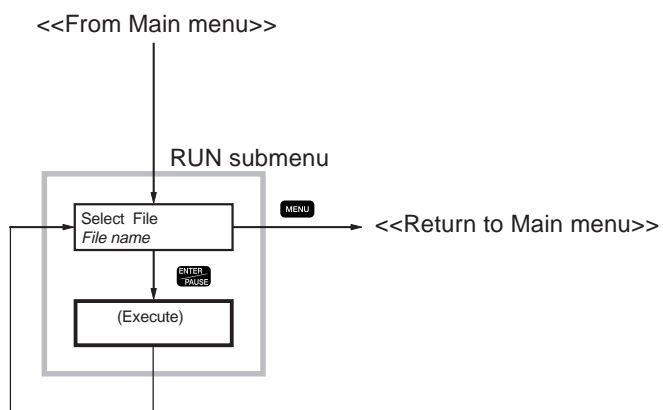 <<From Main menu>>
RUN submenu
Select File
File name
MENU
<<Return to Main menu>>
ENTER
PAUSE
(Execute)